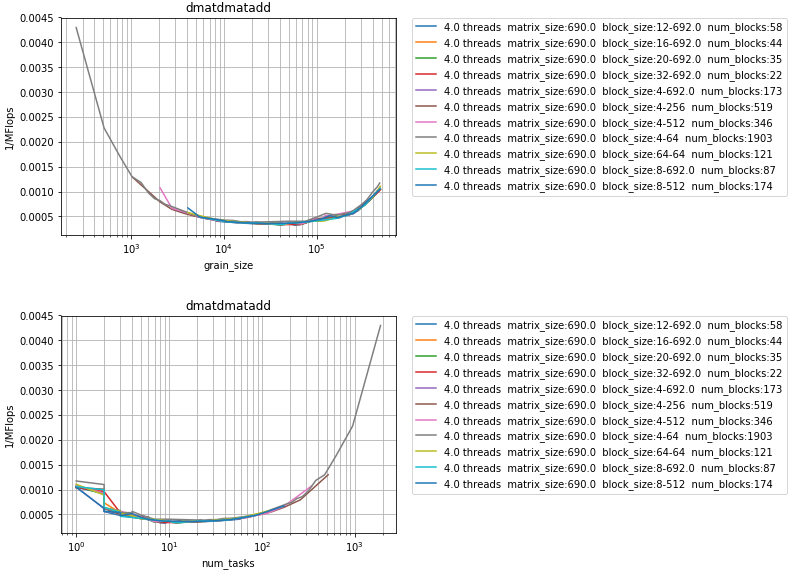 dmatdmatadd
0.0045
0.0040
0.0035
0.0030
0.0025
0.0020
0.0015
0.0010
0.0005
1/MFlops
10^3
10^4
10^5
grain_size
4.0 threads matrix_size:690.0 block_size:12-692.0 num_blocks:58
4.0 threads matrix_size:690.0 block_size:16-692.0 num_blocks:44
4.0 threads matrix_size:690.0 block_size:20-692.0 num_blocks:35
4.0 threads matrix_size:690.0 block_size:32-692.0 num_blocks:22
4.0 threads matrix_size:690.0 block_size:4-692.0 num_blocks:173
4.0 threads matrix_size:690.0 block_size:4-256 num_blocks:519
4.0 threads matrix_size:690.0 block_size:4-512 num_blocks:346
4.0 threads matrix_size:690.0 block_size:4-64 num_blocks:1903
4.0 threads matrix_size:690.0 block_size:64-64 num_blocks:121
4.0 threads matrix_size:690.0 block_size:8-692.0 num_blocks:87
4.0 threads matrix_size:690.0 block_size:8-512 num_blocks:174
dmatdmatadd
0.0045
0.0040
0.0035
0.0030
0.0025
0.0020
0.0015
0.0010
0.0005
1/MFlops
10^0
10^1
10^2
10^3
num_tasks
4.0 threads matrix_size:690.0 block_size:12-692.0 num_blocks:58
4.0 threads matrix_size:690.0 block_size:16-692.0 num_blocks:44
4.0 threads matrix_size:690.0 block_size:20-692.0 num_blocks:35
4.0 threads matrix_size:690.0 block_size:32-692.0 num_blocks:22
4.0 threads matrix_size:690.0 block_size:4-692.0 num_blocks:173
4.0 threads matrix_size:690.0 block_size:4-256 num_blocks:519
4.0 threads matrix_size:690.0 block_size:4-512 num_blocks:346
4.0 threads matrix_size:690.0 block_size:4-64 num_blocks:1903
4.0 threads matrix_size:690.0 block_size:64-64 num_blocks:121
4.0 threads matrix_size:690.0 block_size:8-692.0 num_blocks:87
4.0 threads matrix_size:690.0 block_size:8-512 num_blocks:174